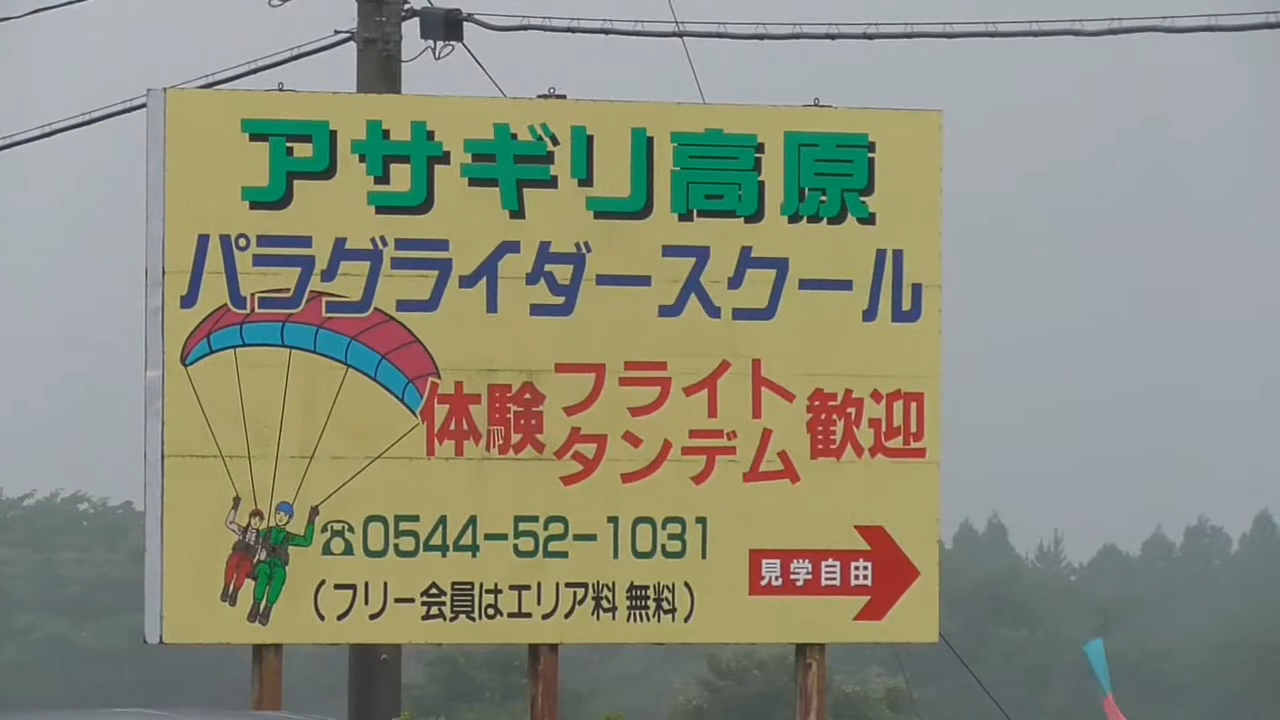 アサギリ高原
パラグライダースクール
体験フライトタンデム歓迎
☎0544-52-1031
(フリー会員はエリア料 無料)
見学自由